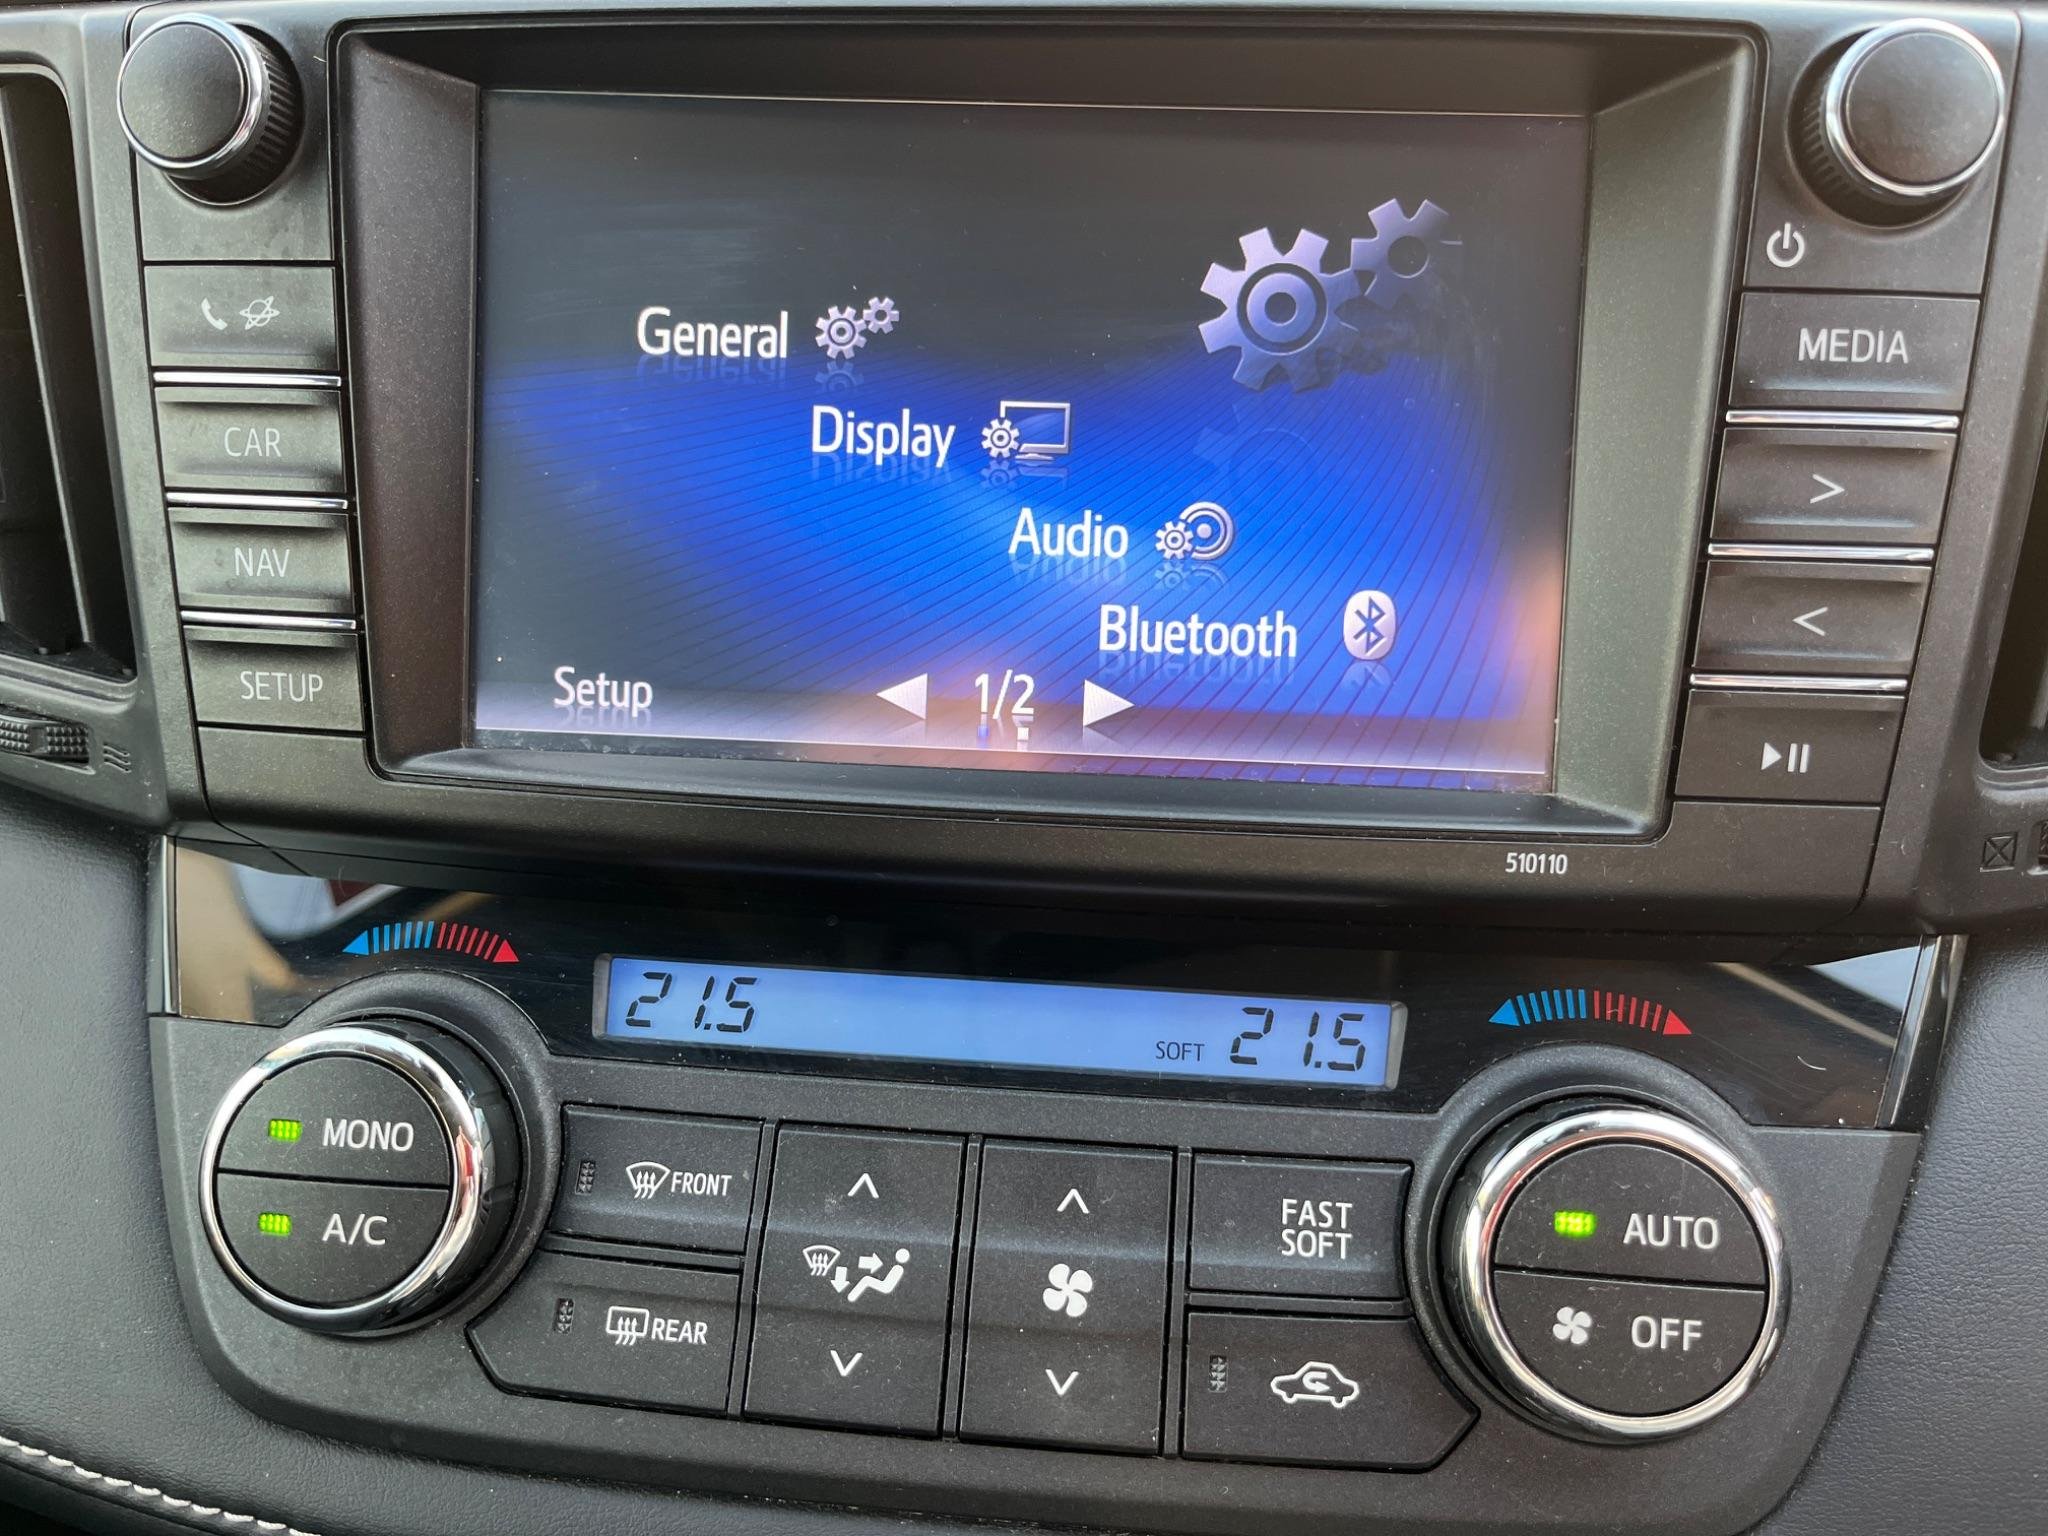 General
Display
Audio
Bluetooth
Setup
1/2
CAR
NAV
SETUP
MEDIA
>
<
510110
21.5
SOFT
21.5
MONO
A/C
FRONT
REAR
FAST
SOFT
AUTO
OFF